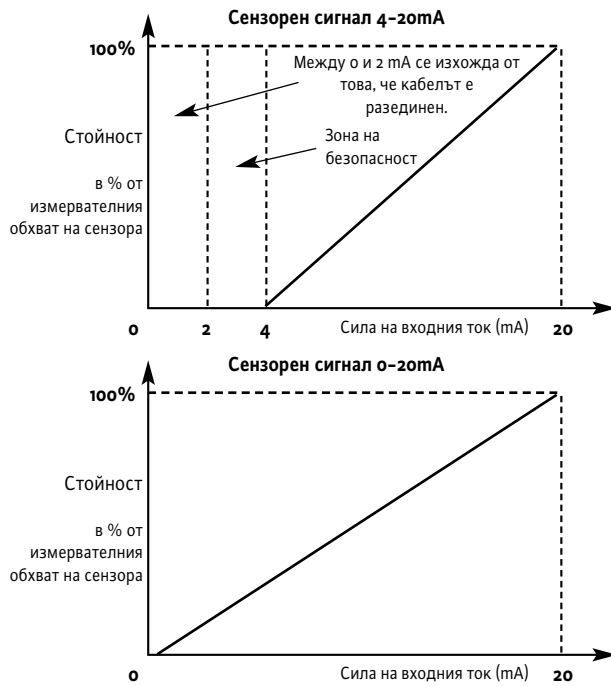 Сензорен сигнал 4–20mA
100%
Между 0 и 2 mA се изхожда от
това, че кабелът е
разединен.
Стойност
Зона на
безопасност
в % от
измервателния
обхват на сензора
0
2
4
Сила на входния ток (mA)
20
Сензорен сигнал 0–20mA
100%
Стойност
в % от
измервателния
обхват на сензора
0
Сила на входния ток (mA)
20